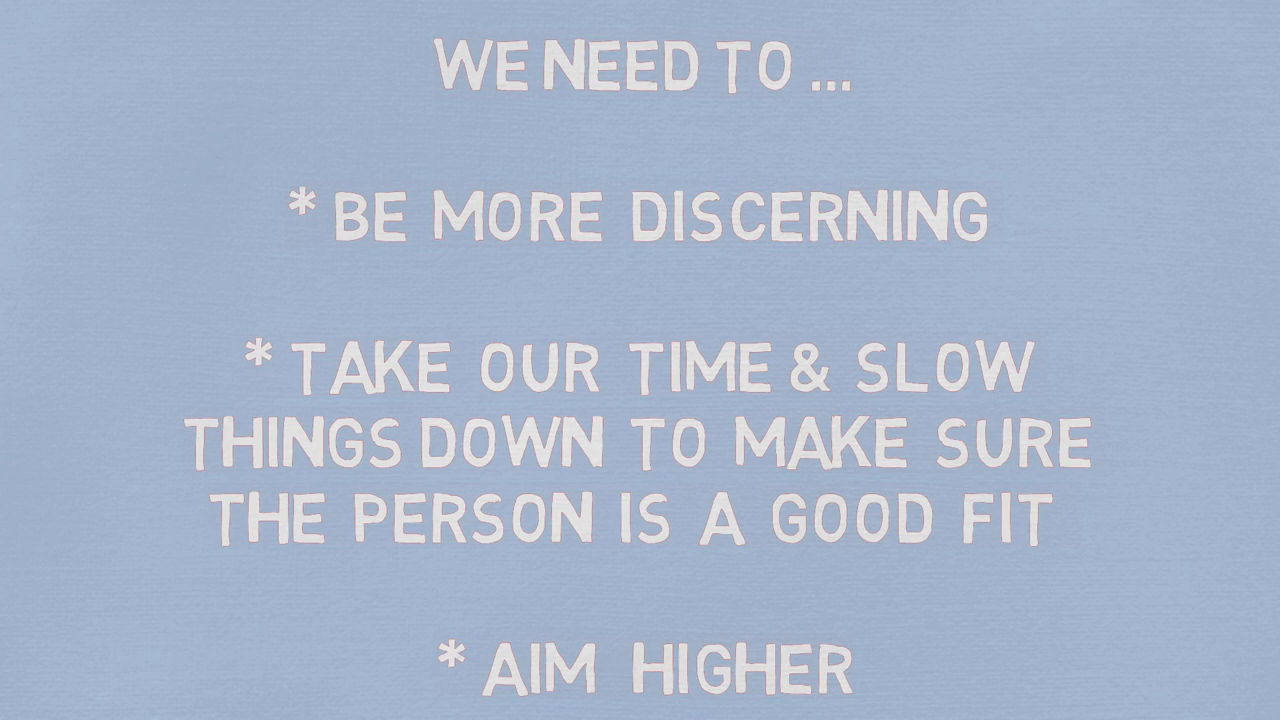 WE NEED TO ...
* BE MORE DISCERNING
* TAKE OUR TIME & SLOW
THINGS DOWN TO MAKE SURE
THE PERSON IS A GOOD FIT
* AIM HIGHER